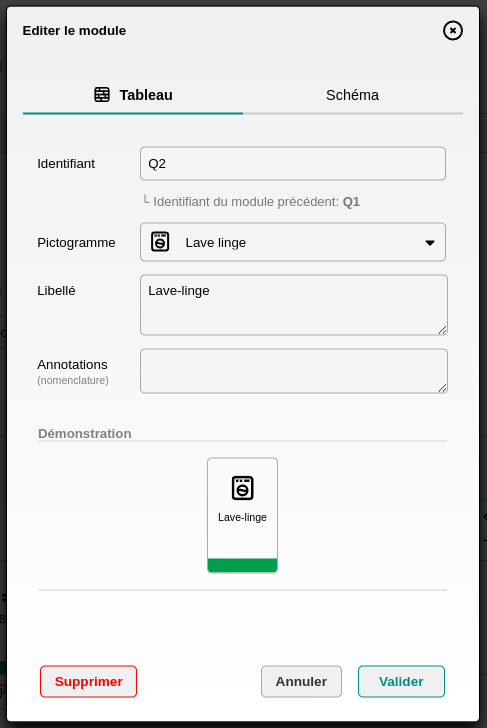 Editer le module
Tableau
Schéma
Identifiant
Q2
└ Identifiant du module précédent: Q1
Pictogramme
Lave linge
Libellé
Lave-linge
Annotations
(nomenclature)
Démonstration
Lave-linge
Supprimer
Annuler
Valider